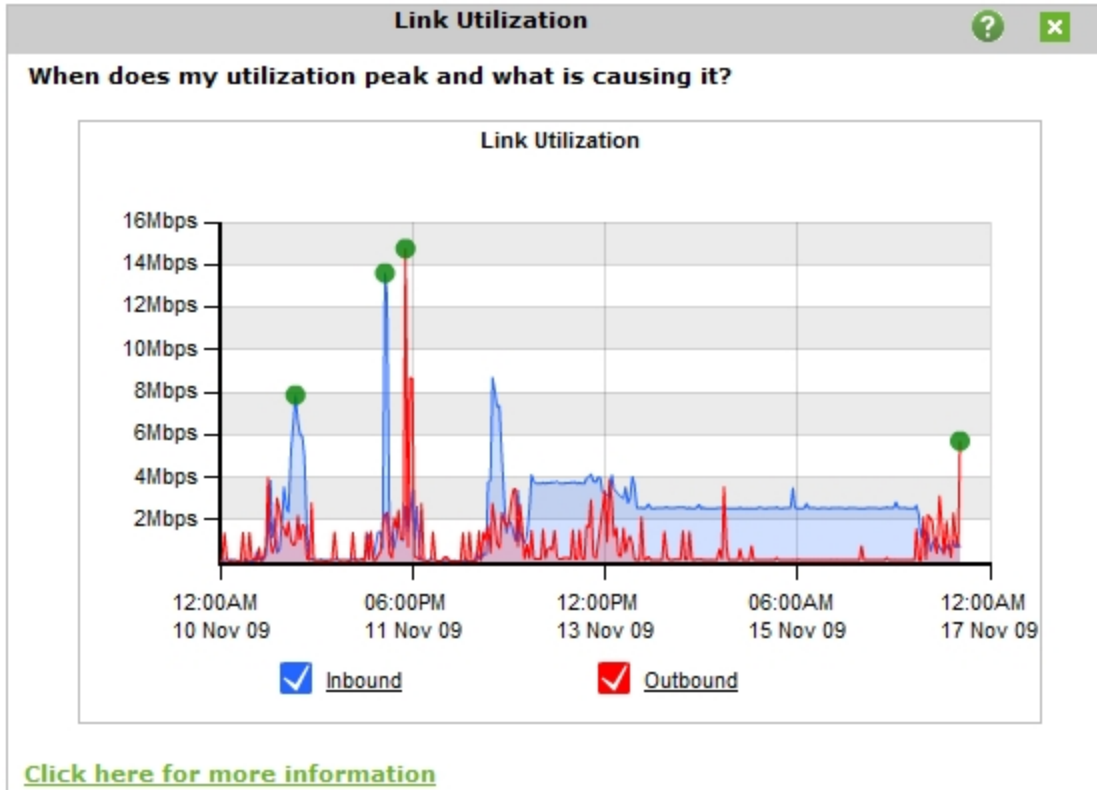 Link Utilization
When does my utilization peak and what is causing it?
Link Utilization
16Mbps
14Mbps
12Mbps
10Mbps
8Mbps
6Mbps
4Mbps
2Mbps
12:00AM 06:00PM 12:00PM 06:00AM 12:00AM
10 Nov 09 11 Nov 09 13 Nov 09 15 Nov 09 17 Nov 09
Inbound Outbound
Click here for more information